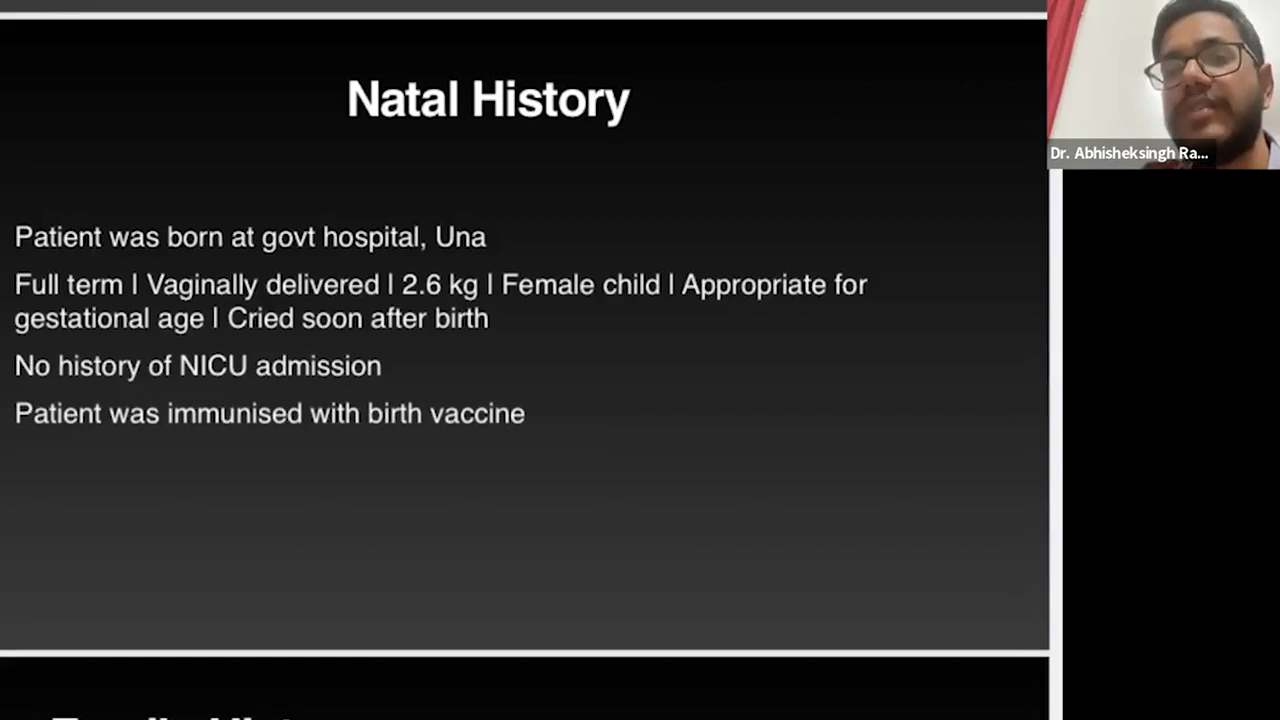 Natal History
Dr. Abhisheksingh Ra...
Patient was born at govt hospital, Una
Full term | Vaginally delivered | 2.6 kg | Female child | Appropriate for
gestational age | Cried soon after birth
No history of NICU admission
Patient was immunised with birth vaccine